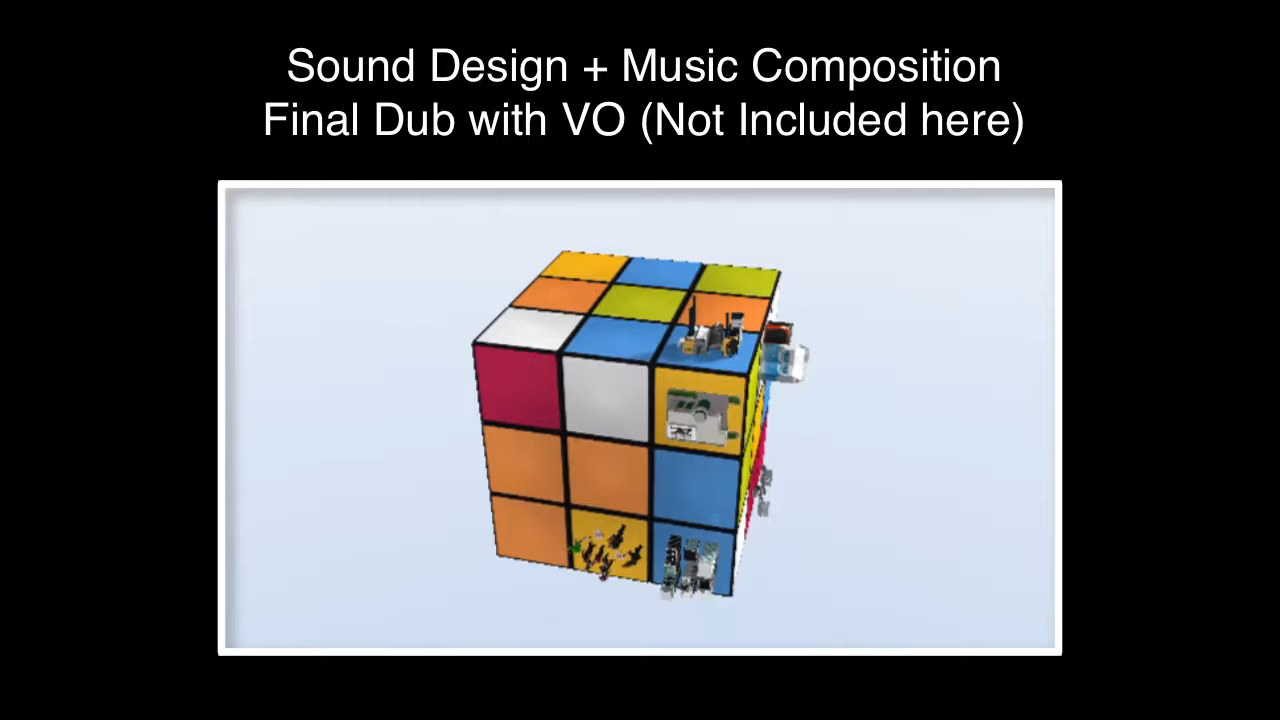 Sound Design + Music Composition
Final Dub with VO (Not Included here)